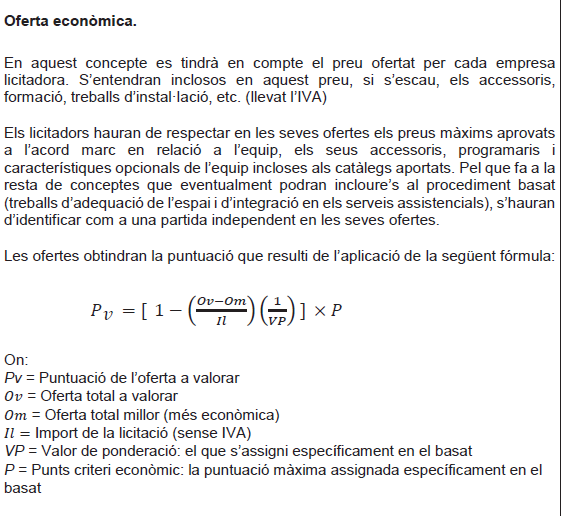 Oferta econòmica.
En aquest concepte es tindrà en compte el preu ofertat per cada empresa
licitadora. S'entendran inclosos en aquest preu, si s'escau, els accessoris,
formació, treballs d'instal·lació, etc. (llevat l'IVA)
Els licitadors hauran de respectar en les seves ofertes els preus màxims aprovats
a l'acord marc en relació a l'equip, els seus accessoris, programaris i
característiques opcionals de l'equip incloses als catàlegs aportats. Pel que fa a la
resta de conceptes que eventualment podran incloure's al procediment basat
(treballs d'adequació de l'espai i d'integració en els serveis assistencials), s'hauran
d'identificar com a una partida independent en les seves ofertes.
Les ofertes obtindran la puntuació que resulti de l'aplicació de la següent fórmula:
Pv = [ 1 − (Ov−Om/Il) (1/VP) ] × P
On:
Pv = Puntuació de l'oferta a valorar
Ov = Oferta total a valorar
Om = Oferta total millor (més econòmica)
Il = Import de la licitació (sense IVA)
VP = Valor de ponderació: el que s'assigni específicament en el basat
P = Punts criteri econòmic: la puntuació màxima assignada específicament en el
basat